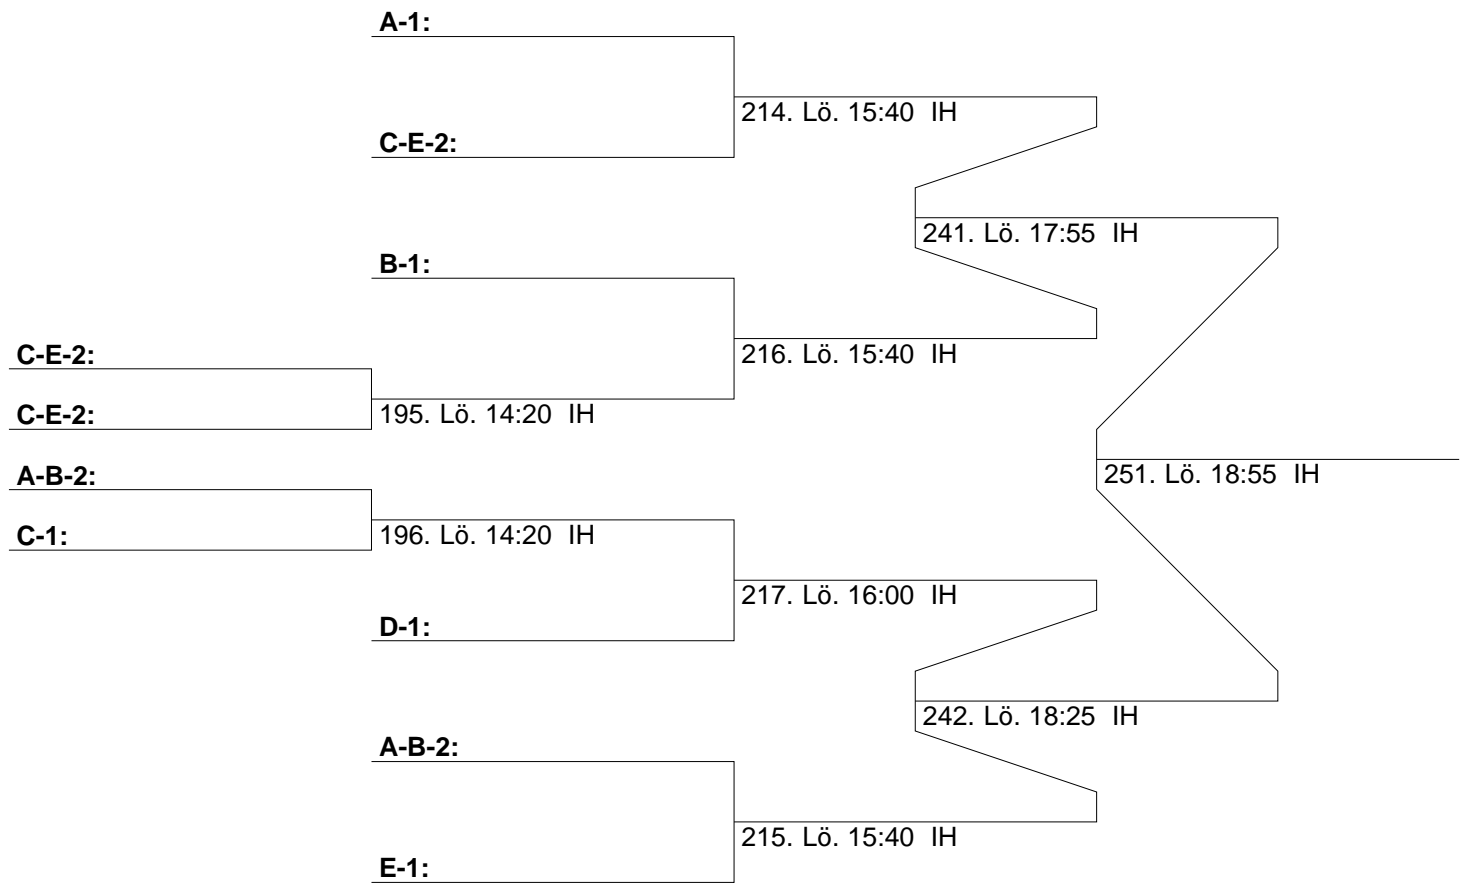 A-1:
214. Lö. 15:40 IH
C-E-2:
241. Lö. 17:55 IH
B-1:
C-E-2:
216. Lö. 15:40 IH
C-E-2:
195. Lö. 14:20 IH
A-B-2:
251. Lö. 18:55 IH
C-1:
196. Lö. 14:20 IH
217. Lö. 16:00 IH
D-1:
242. Lö. 18:25 IH
A-B-2:
215. Lö. 15:40 IH
E-1: